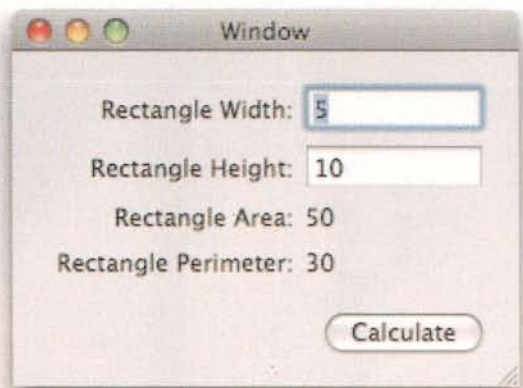 Window
Rectangle Width: 5
Rectangle Height: 10
Rectangle Area: 50
Rectangle Perimeter: 30
Calculate